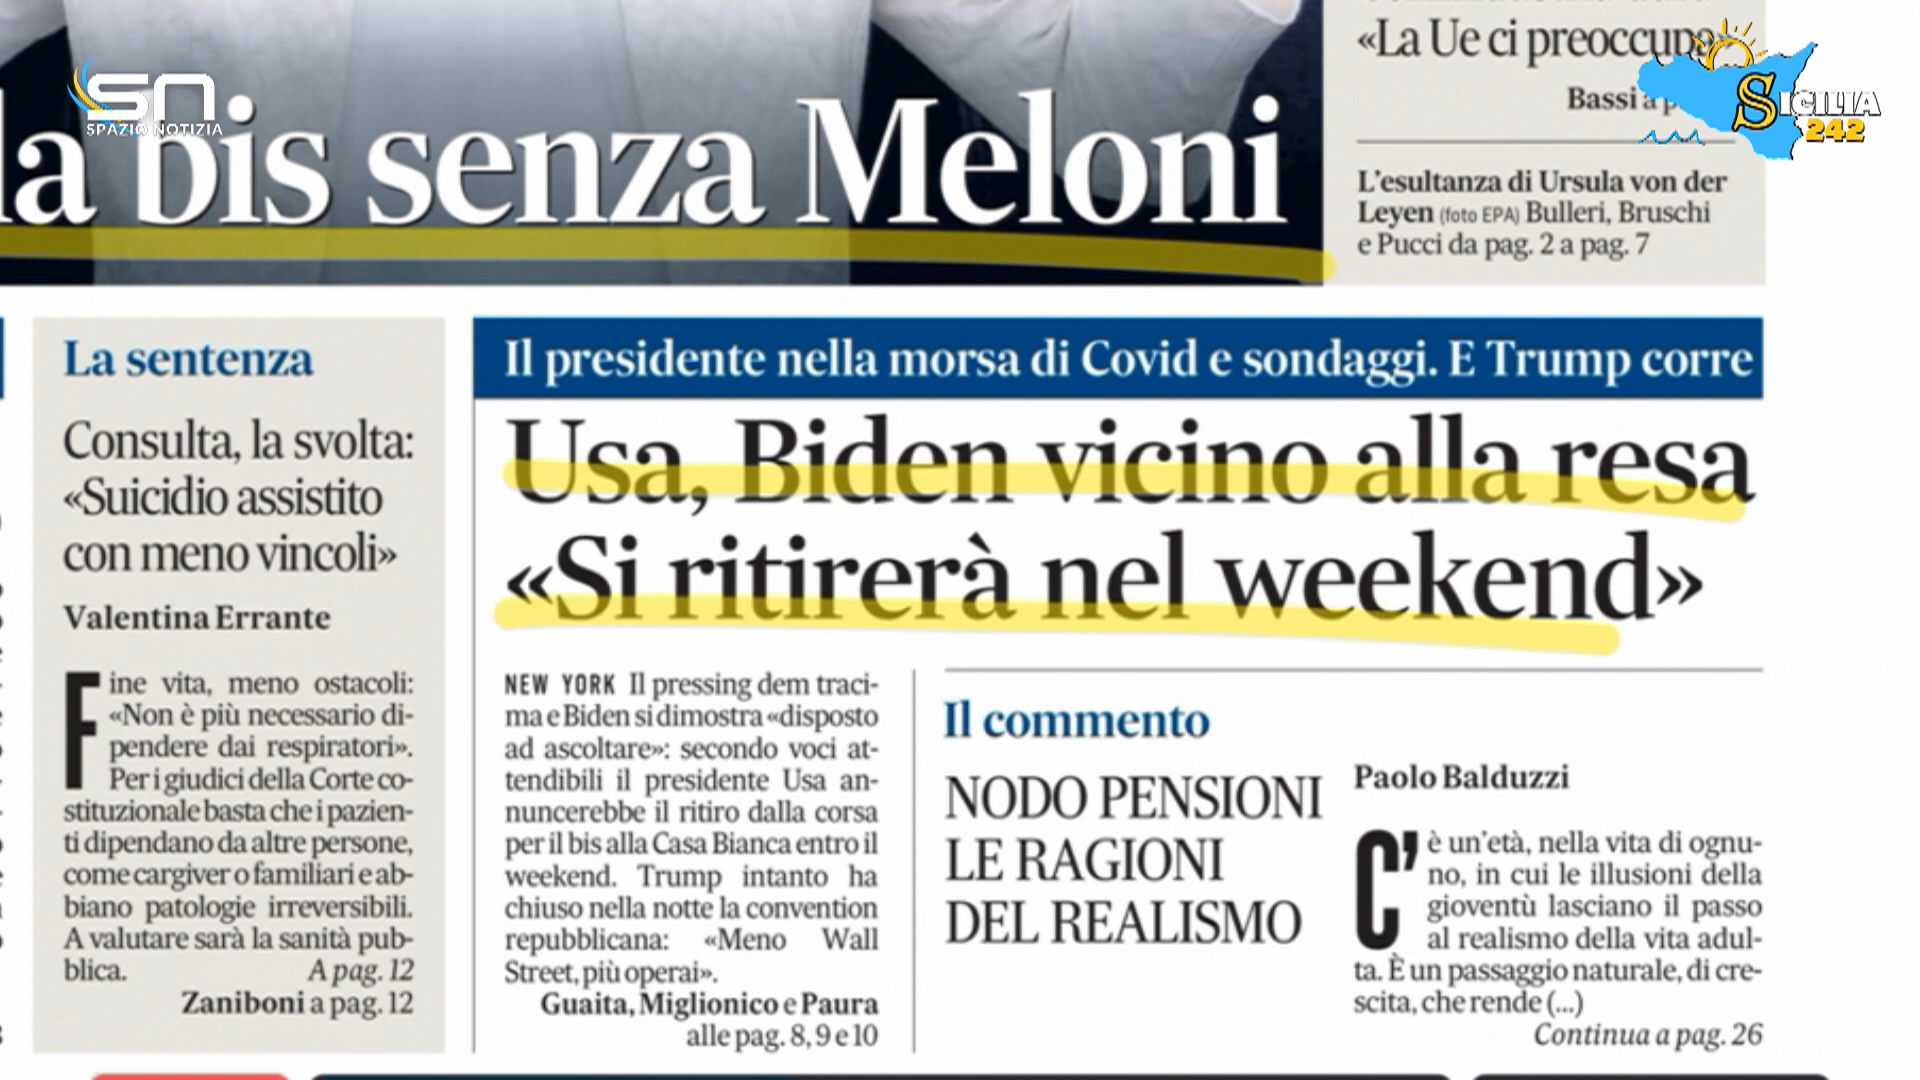 «La Ue ci preoccupa»
Bassi a p
SN
SPAZIO NOTIZIA
SICILIA
242
la bis senza Meloni
L'esultanza di Ursula von der
Leyen (foto EPA) Bulleri, Bruschi
e Pucci da pag. 2 a pag. 7
La sentenza
Consulta, la svolta:
«Suicidio assistito
con meno vincoli»
Valentina Errante
Fine vita, meno ostacoli:
«Non è più necessario di-
pendere dai respiratori».
Per i giudici della Corte co-
stituzionale basta che i pazien-
ti dipendano da altre persone,
come cargiver o familiari e ab-
biano patologie irreversibili.
A valutare sarà la sanità pub-
blica. A pag. 12
Zaniboni a pag. 12
Il presidente nella morsa di Covid e sondaggi. E Trump corre
Usa, Biden vicino alla resa
«Si ritirerà nel weekend»
NEW YORK Il pressing dem traci-
ma e Biden si dimostra «disposto
ad ascoltare»: secondo voci at-
tendibili il presidente Usa an-
nuncerebbe il ritiro dalla corsa
per il bis alla Casa Bianca entro il
weekend. Trump intanto ha
chiuso nella notte la convention
repubblicana: «Meno Wall
Street, più operai».
Guaita, Miglionico e Paura
alle pag. 8, 9 e 10
Il commento
NODO PENSIONI
LE RAGIONI
DEL REALISMO
Paolo Balduzzi
C'è un'età, nella vita di ognu-
no, in cui le illusioni della
gioventù lasciano il passo
al realismo della vita adul-
ta. È un passaggio naturale, di cre-
scita, che rende (...)
Continua a pag. 26